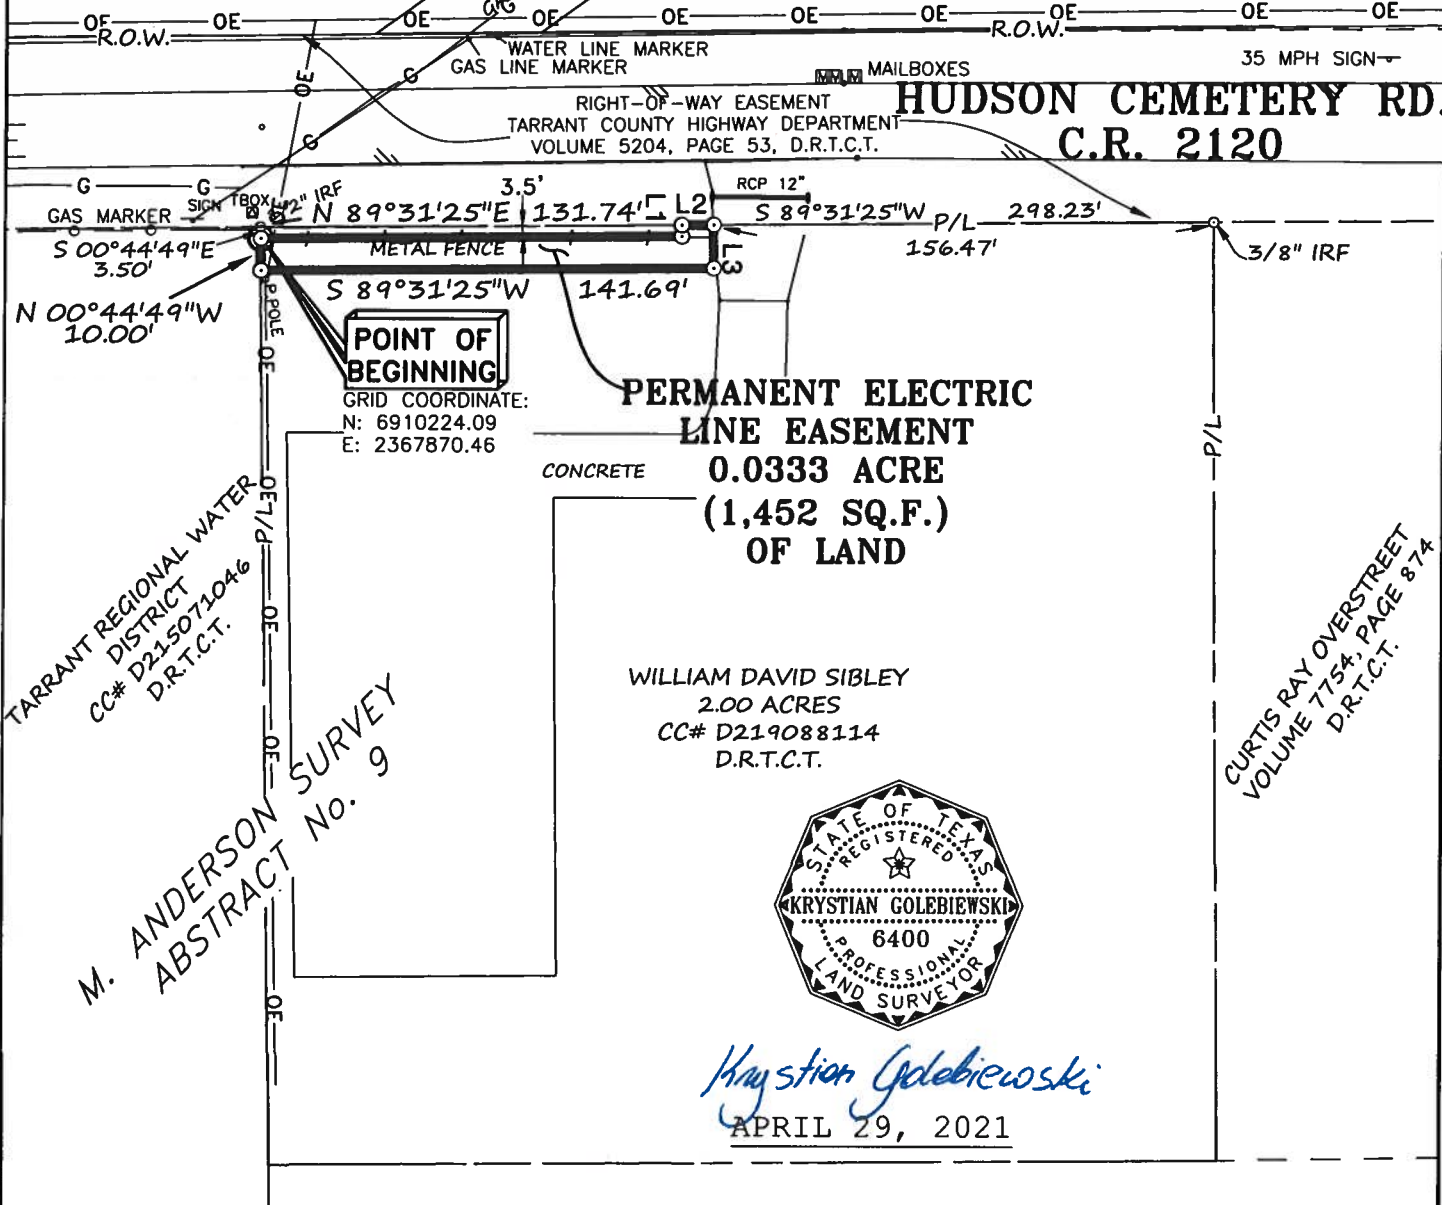 OE OE OE OE OE OE OE OE OE OE
R.O.W. R.O.W.
WATER LINE MARKER
GAS LINE MARKER
35 MPH SIGN
MAILBOXES
OE
G
G
RIGHT-OF-WAY EASEMENT
TARRANT COUNTY HIGHWAY DEPARTMENT
VOLUME 5204, PAGE 53, D.R.T.C.T.
HUDSON CEMETERY RD.
C.R. 2120
G G
GAS MARKER
SIGN
TBOX
1/2" IRF
3.5'
N 89°31'25"E 131.74'
L1
L2
RCP 12"
S 89°31'25"W P/L 298.23'
156.47'
3/8" IRF
S 00°44'49"E
3.50'
METAL FENCE
L3
N 00°44'49"W
10.00'
S 89°31'25"W 141.69'
P.POLE
POINT OF
BEGINNING
GRID COORDINATE:
N: 6910224.09
E: 2367870.46
PERMANENT ELECTRIC
LINE EASEMENT
0.0333 ACRE
(1,452 SQ.F.)
OF LAND
CONCRETE
OE
OE
P/L
OE
OE
OE
P/L
TARRANT REGIONAL WATER
DISTRICT
CC# D215071046
D.R.T.C.T.
M. ANDERSON SURVEY
ABSTRACT No. 9
WILLIAM DAVID SIBLEY
2.00 ACRES
CC# D219088114
D.R.T.C.T.
CURTIS RAY OVERSTREET
VOLUME 7754, PAGE 874
D.R.T.C.T.
STATE OF TEXAS
REGISTERED
KRYSTIAN GOLEBIEWSKI
6400
PROFESSIONAL
LAND SURVEYOR
Krystian Golebiewski
APRIL 29, 2021